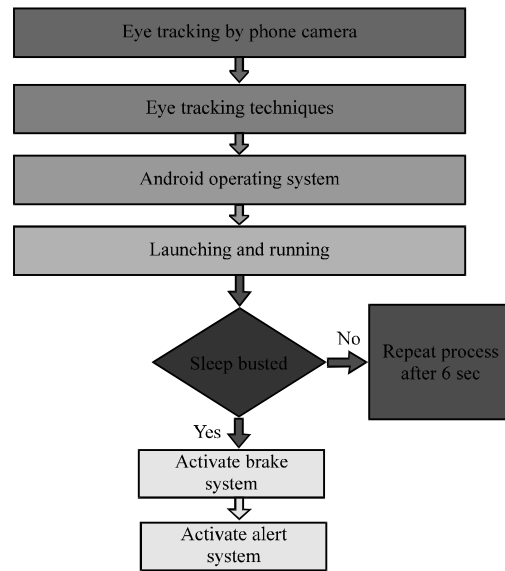 Eye tracking by phone camera
Eye tracking techniques
Android operating system
Launching and running
Sleep busted
No
Repeat process
after 6 sec
Yes
Activate brake
system
Activate alert
system